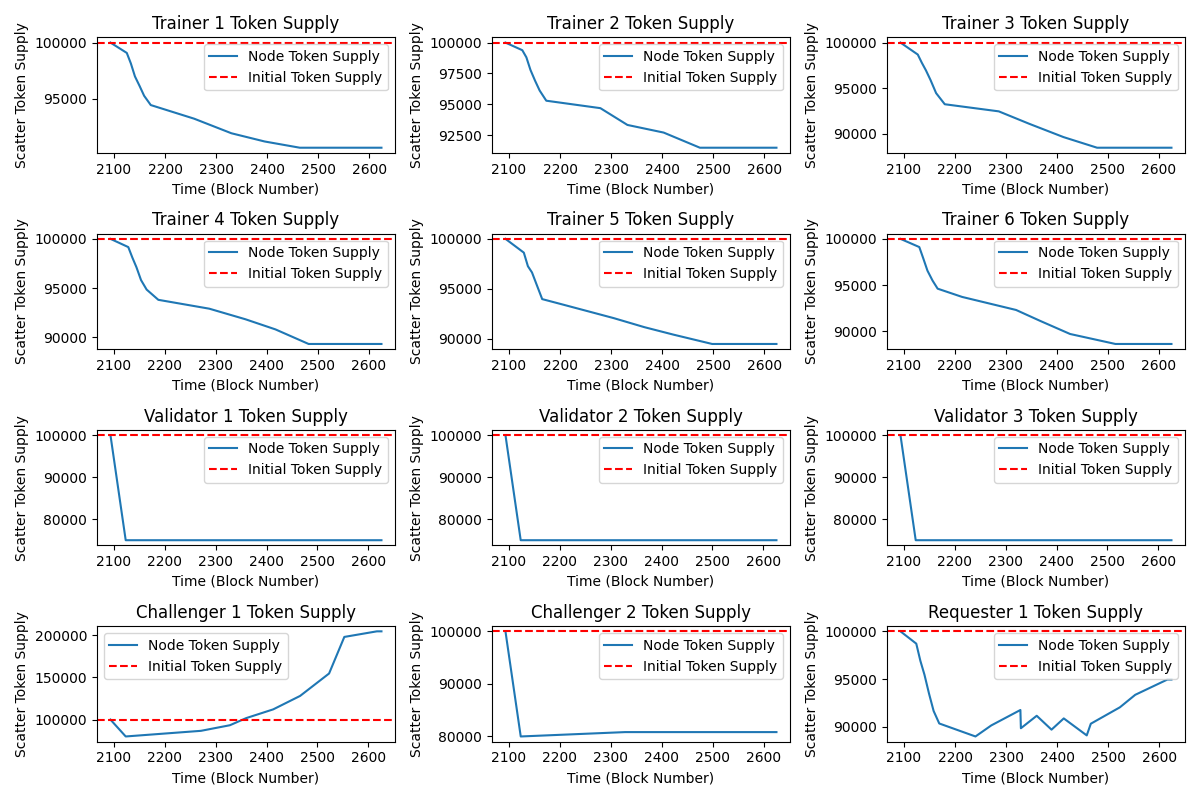 Trainer 1 Token Supply
Scatter Token Supply
100000
95000
Node Token Supply
Initial Token Supply
2100 2200 2300 2400 2500 2600
Time (Block Number)
Trainer 2 Token Supply
Scatter Token Supply
100000
97500
95000
92500
Node Token Supply
Initial Token Supply
2100 2200 2300 2400 2500 2600
Time (Block Number)
Trainer 3 Token Supply
Scatter Token Supply
100000
95000
90000
Node Token Supply
Initial Token Supply
2100 2200 2300 2400 2500 2600
Time (Block Number)
Trainer 4 Token Supply
Scatter Token Supply
100000
95000
90000
Node Token Supply
Initial Token Supply
2100 2200 2300 2400 2500 2600
Time (Block Number)
Trainer 5 Token Supply
Scatter Token Supply
100000
95000
90000
Node Token Supply
Initial Token Supply
2100 2200 2300 2400 2500 2600
Time (Block Number)
Trainer 6 Token Supply
Scatter Token Supply
100000
95000
90000
Node Token Supply
Initial Token Supply
2100 2200 2300 2400 2500 2600
Time (Block Number)
Validator 1 Token Supply
Scatter Token Supply
100000
90000
80000
Node Token Supply
Initial Token Supply
2100 2200 2300 2400 2500 2600
Time (Block Number)
Validator 2 Token Supply
Scatter Token Supply
100000
90000
80000
Node Token Supply
Initial Token Supply
2100 2200 2300 2400 2500 2600
Time (Block Number)
Validator 3 Token Supply
Scatter Token Supply
100000
90000
80000
Node Token Supply
Initial Token Supply
2100 2200 2300 2400 2500 2600
Time (Block Number)
Challenger 1 Token Supply
Scatter Token Supply
200000
150000
100000
Node Token Supply
Initial Token Supply
2100 2200 2300 2400 2500 2600
Time (Block Number)
Challenger 2 Token Supply
Scatter Token Supply
100000
90000
80000
Node Token Supply
Initial Token Supply
2100 2200 2300 2400 2500 2600
Time (Block Number)
Requester 1 Token Supply
Scatter Token Supply
100000
95000
90000
Node Token Supply
Initial Token Supply
2100 2200 2300 2400 2500 2600
Time (Block Number)